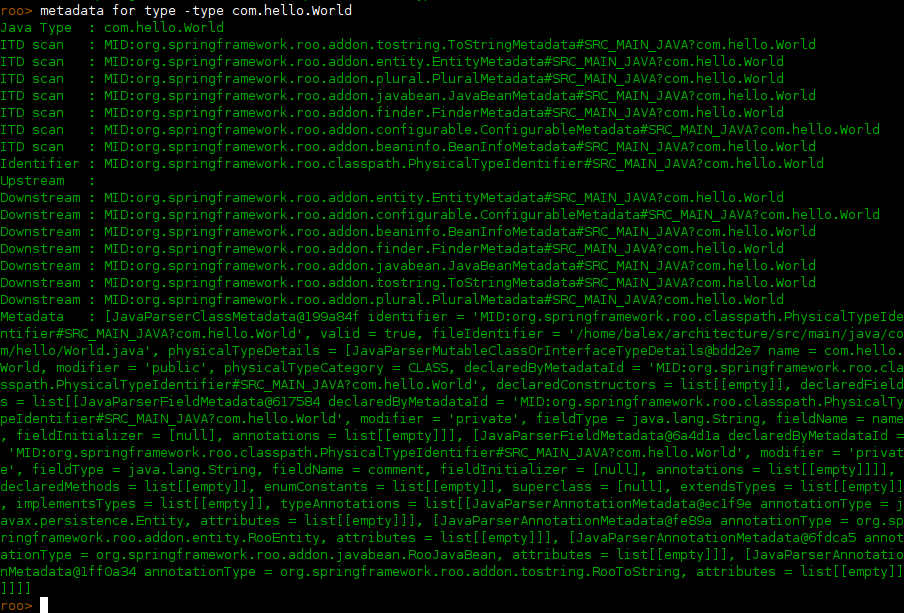 roo> metadata for type -type com.hello.World
Java Type  : com.hello.World
ITD scan   : MID:org.springframework.roo.addon.tostring.ToStringMetadata#SRC_MAIN_JAVA?com.hello.World
ITD scan   : MID:org.springframework.roo.addon.entity.EntityMetadata#SRC_MAIN_JAVA?com.hello.World
ITD scan   : MID:org.springframework.roo.addon.plural.PluralMetadata#SRC_MAIN_JAVA?com.hello.World
ITD scan   : MID:org.springframework.roo.addon.javabean.JavaBeanMetadata#SRC_MAIN_JAVA?com.hello.World
ITD scan   : MID:org.springframework.roo.addon.finder.FinderMetadata#SRC_MAIN_JAVA?com.hello.World
ITD scan   : MID:org.springframework.roo.addon.configurable.ConfigurableMetadata#SRC_MAIN_JAVA?com.hello.World
ITD scan   : MID:org.springframework.roo.addon.beaninfo.BeanInfoMetadata#SRC_MAIN_JAVA?com.hello.World
Identifier : MID:org.springframework.roo.classpath.PhysicalTypeIdentifier#SRC_MAIN_JAVA?com.hello.World
Upstream   :
Downstream : MID:org.springframework.roo.addon.entity.EntityMetadata#SRC_MAIN_JAVA?com.hello.World
Downstream : MID:org.springframework.roo.addon.configurable.ConfigurableMetadata#SRC_MAIN_JAVA?com.hello.World
Downstream : MID:org.springframework.roo.addon.beaninfo.BeanInfoMetadata#SRC_MAIN_JAVA?com.hello.World
Downstream : MID:org.springframework.roo.addon.finder.FinderMetadata#SRC_MAIN_JAVA?com.hello.World
Downstream : MID:org.springframework.roo.addon.javabean.JavaBeanMetadata#SRC_MAIN_JAVA?com.hello.World
Downstream : MID:org.springframework.roo.addon.tostring.ToStringMetadata#SRC_MAIN_JAVA?com.hello.World
Downstream : MID:org.springframework.roo.addon.plural.PluralMetadata#SRC_MAIN_JAVA?com.hello.World
Metadata   : [JavaParserClassMetadata@199a84f identifier = 'MID:org.springframework.roo.classpath.PhysicalTypeIde
ntifier#SRC_MAIN_JAVA?com.hello.World', valid = true, fileIdentifier = '/home/balex/architecture/src/main/java/co
m/hello/World.java', physicalTypeDetails = [JavaParserMutableClassOrInterfaceTypeDetails@bdd2e7 name = com.hello.
World, modifier = 'public', physicalTypeCategory = CLASS, declaredByMetadataId = 'MID:org.springframework.roo.cla
sspath.PhysicalTypeIdentifier#SRC_MAIN_JAVA?com.hello.World', declaredConstructors = list[[empty]], declaredField
s = list[[JavaParserFieldMetadata@617584 declaredByMetadataId = 'MID:org.springframework.roo.classpath.PhysicalTy
peIdentifier#SRC_MAIN_JAVA?com.hello.World', modifier = 'private', fieldType = java.lang.String, fieldName = name
, fieldInitializer = [null], annotations = list[[empty]]], [JavaParserFieldMetadata@6a4d1a declaredByMetadataId =
 'MID:org.springframework.roo.classpath.PhysicalTypeIdentifier#SRC_MAIN_JAVA?com.hello.World', modifier = 'privat
e', fieldType = java.lang.String, fieldName = comment, fieldInitializer = [null], annotations = list[[empty]]]],
declaredMethods = list[[empty]], enumConstants = list[[empty]], superclass = [null], extendsTypes = list[[empty]]
, implementsTypes = list[[empty]], typeAnnotations = list[[JavaParserAnnotationMetadata@ec1f9e annotationType = j
avax.persistence.Entity, attributes = list[[empty]]], [JavaParserAnnotationMetadata@fe89a annotationType = org.sp
ringframework.roo.addon.entity.RooEntity, attributes = list[[empty]]], [JavaParserAnnotationMetadata@6fdca5 annot
ationType = org.springframework.roo.addon.javabean.RooJavaBean, attributes = list[[empty]]], [JavaParserAnnotatio
nMetadata@1ff0a34 annotationType = org.springframework.roo.addon.tostring.RooToString, attributes = list[[empty]]
]]]]
roo>